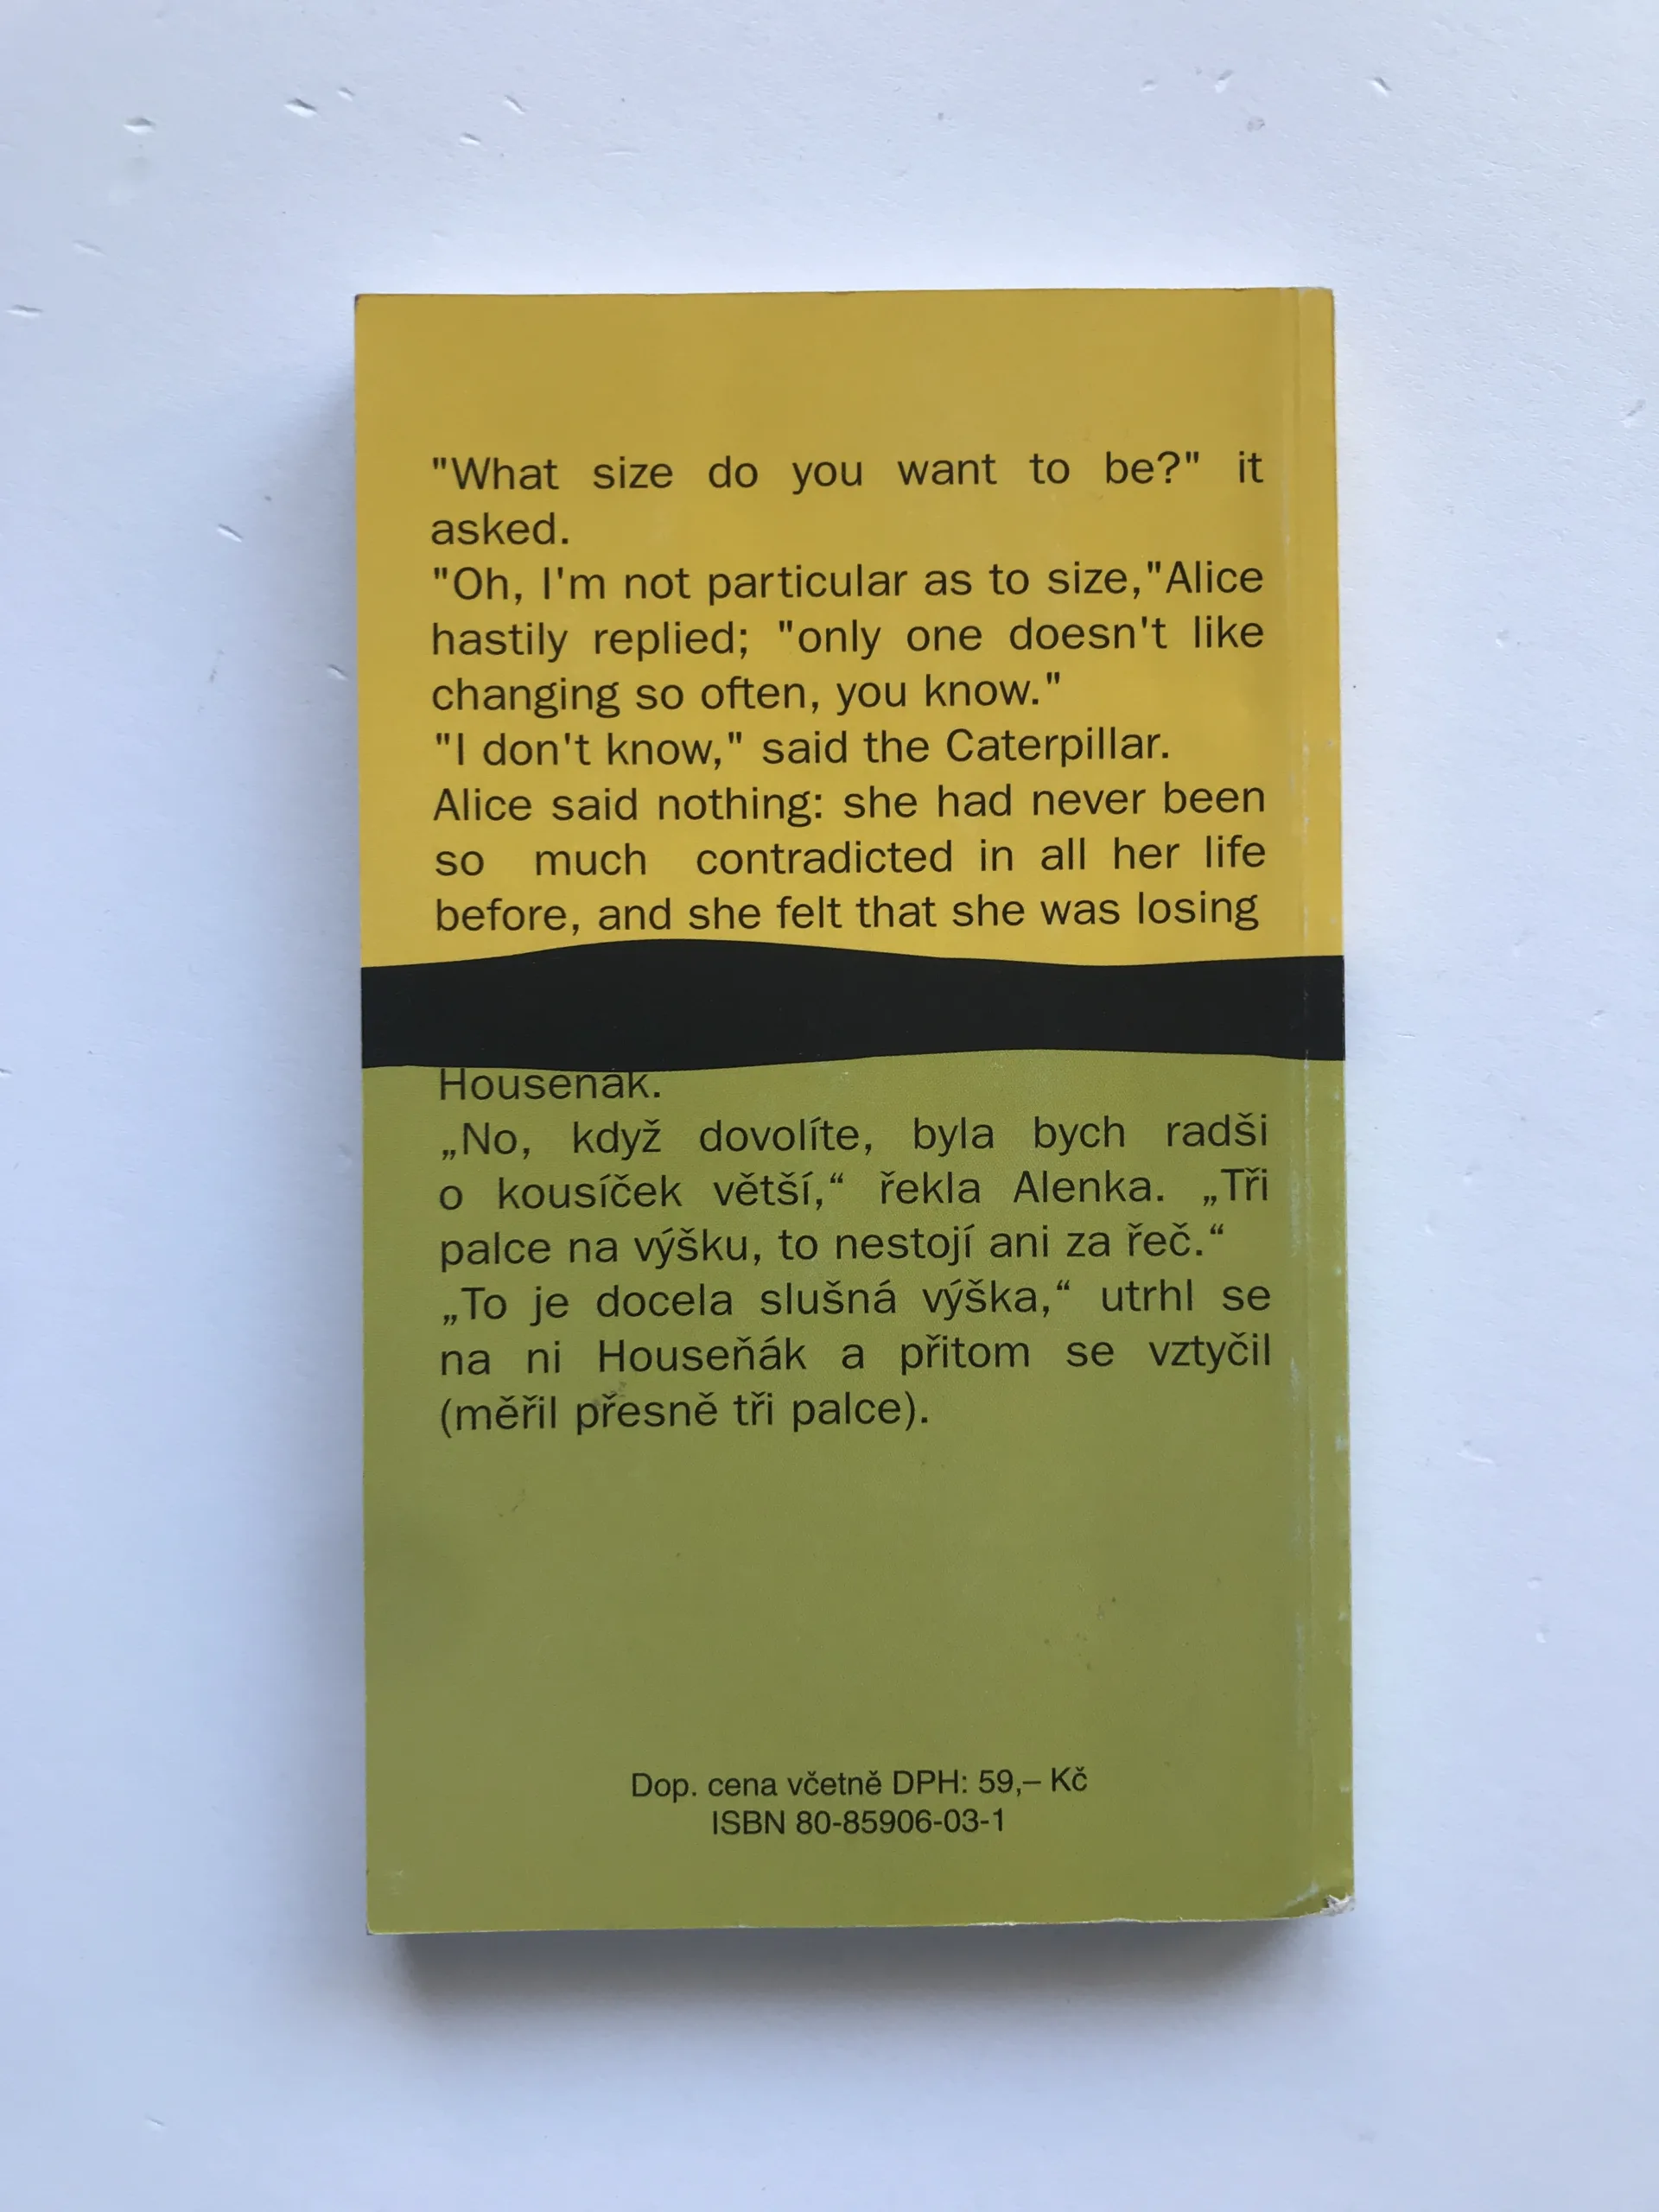 "What size do you want to be?" it
asked.
"Oh, I'm not particular as to size,"Alice
hastily replied; "only one doesn't like
changing so often, you know."
"I don't know," said the Caterpillar.
Alice said nothing: she had never been
so much contradicted in all her life
before, and she felt that she was losing
Houseňák.
„No, když dovolíte, byla bych radši
o kousíček větší,“ řekla Alenka. „Tři
palce na výšku, to nestojí ani za řeč.“
„To je docela slušná výška,“ utrhl se
na ni Houseňák a přitom se vztyčil
(měřil přesně tři palce).
Dop. cena včetně DPH: 59,– Kč
ISBN 80-85906-03-1